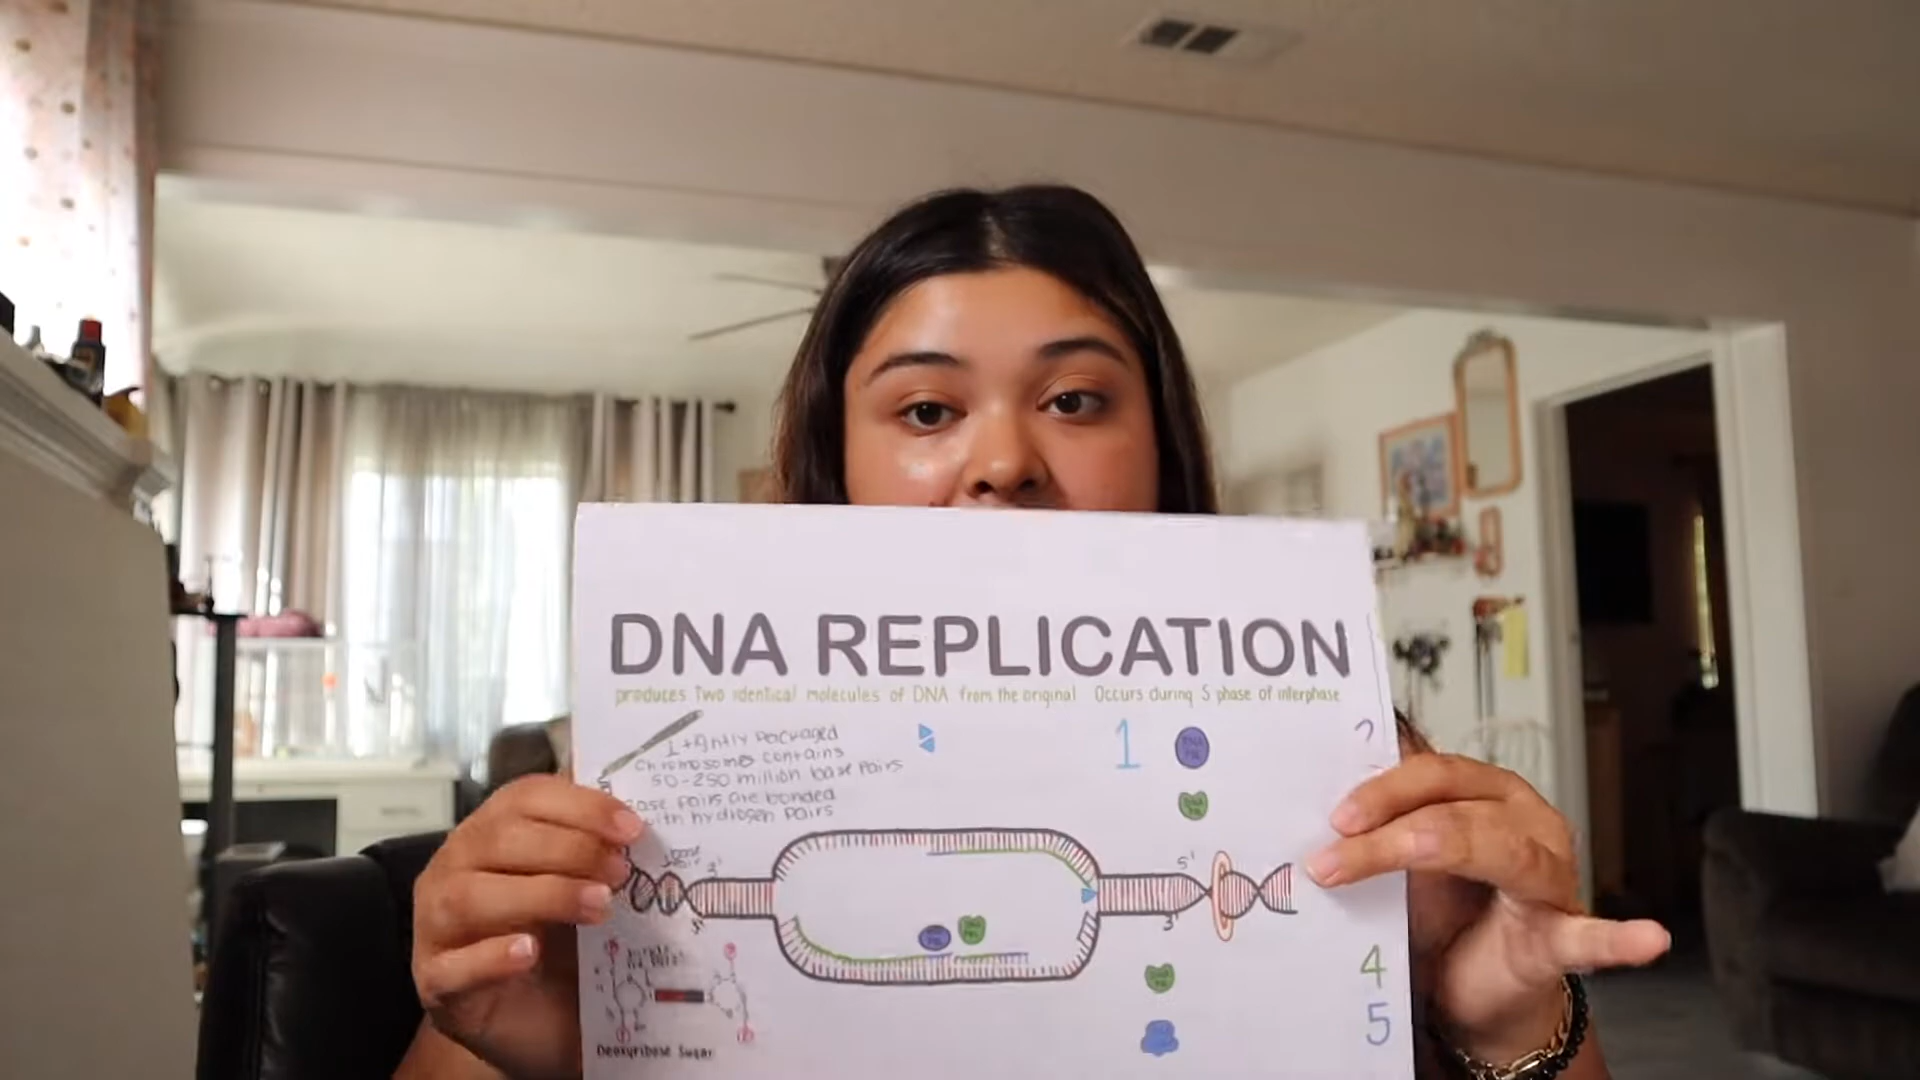 DNA REPLICATION
produces two identical molecules of DNA from the original Occurs during S phase of interphase
1 tightly packaged
chromosome contains
50-250 million base pairs
Base pairs are bonded
with hydrogen pairs
1
base
3'
5'
3'
4
5
Deoxyribose Sugar